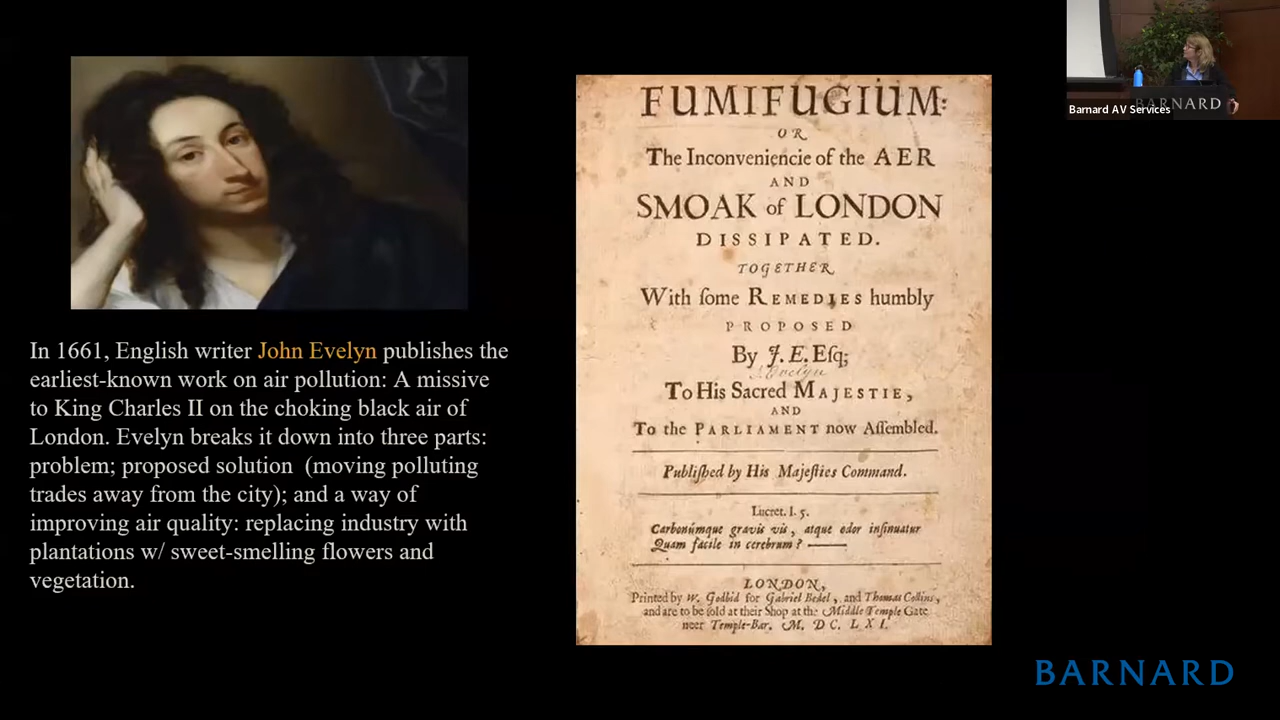 In 1661, English writer John Evelyn publishes the
earliest-known work on air pollution: A missive
to King Charles II on the choking black air of
London. Evelyn breaks it down into three parts:
problem; proposed solution (moving polluting
trades away from the city); and a way of
improving air quality: replacing industry with
plantations w/ sweet-smelling flowers and
vegetation.
FUMIFUGIUM:
OR
The Inconveniencie of the AER
AND
SMOAK of LONDON
DISSIPATED.
TOGETHER
With ſome REMEDIES humbly
PROPOSED
By J. E. Eſq;
J. Evelyn
To His Sacred MAJESTIE,
AND
To the PARLIAMENT now Aſſembled.
Publiſhed by His Majeſties Command.
Lucret. l. 5.
Carbonúmque gravis vis, atque odor inſinuatur
Quam facile in cerebrum? ——
LONDON,
Printed by W. Godbid for Gabriel Bedel, and Thomas Collins,
and are to be ſold at their Shop at the Middle Temple Gate
neer Temple-Bar. M. DC. LXI.
BARNARD
Barnard AV Services
BARNARD